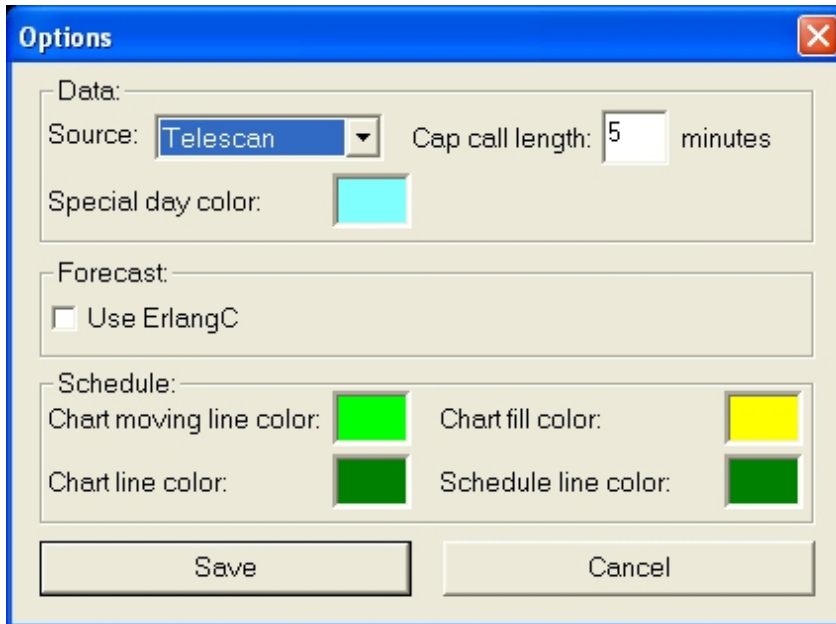 Options
Data:
Source: Telescan Cap call length: 5 minutes
Special day color:
Forecast:
Use ErlangC
Schedule:
Chart moving line color: Chart fill color:
Chart line color: Schedule line color:
Save Cancel